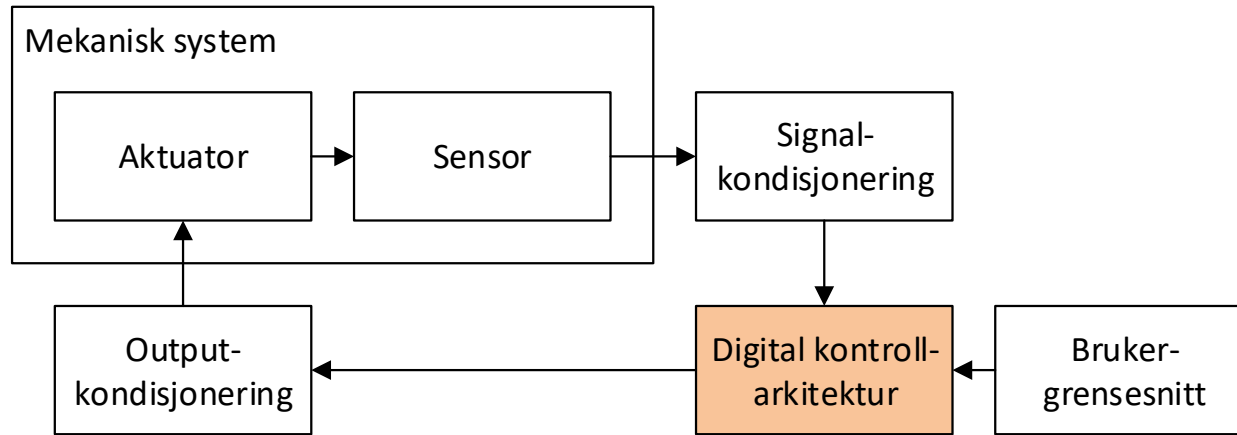 Mekanisk system
Aktuator
Sensor
Signal-
kondisjonering
Output-
kondisjonering
Digital kontroll-
arkitektur
Bruker-
grensesnitt